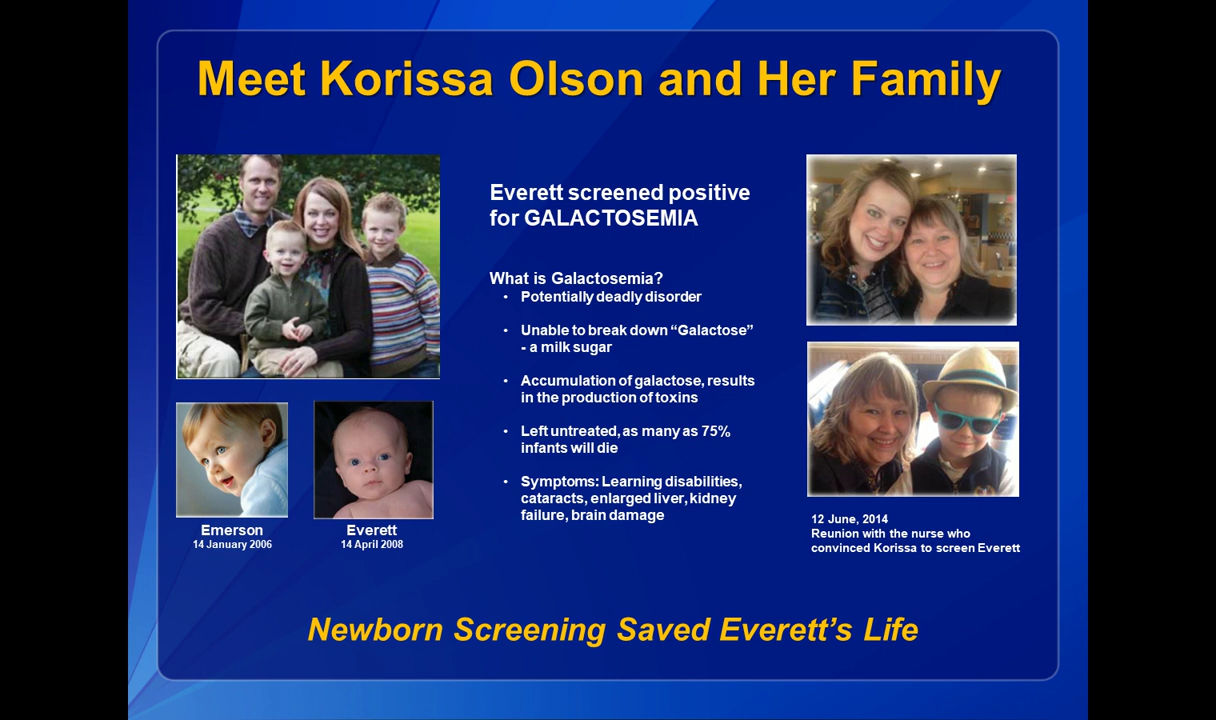 Meet Korissa Olson and Her Family
Everett screened positive
for GALACTOSEMIA
What is Galactosemia?
• Potentially deadly disorder
• Unable to break down “Galactose”
- a milk sugar
• Accumulation of galactose, results
in the production of toxins
• Left untreated, as many as 75%
infants will die
• Symptoms: Learning disabilities,
cataracts, enlarged liver, kidney
failure, brain damage
Emerson
14 January 2006
Everett
14 April 2008
12 June, 2014
Reunion with the nurse who
convinced Korissa to screen Everett
Newborn Screening Saved Everett’s Life